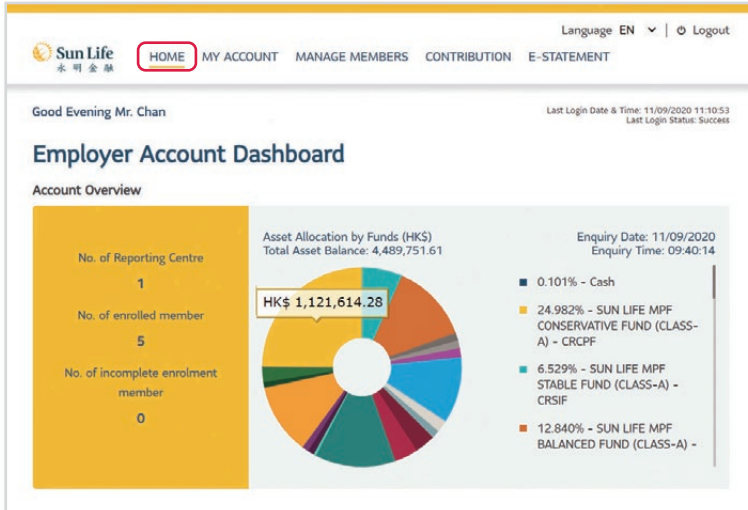 Language EN | Logout
Sun Life
永明金融
HOME MY ACCOUNT MANAGE MEMBERS CONTRIBUTION E-STATEMENT
Good Evening Mr. Chan
Last Login Date & Time: 11/09/2020 11:10:53
Last Login Status: Success
Employer Account Dashboard
Account Overview
No. of Reporting Centre
1
No. of enrolled member
5
No. of incomplete enrolment
member
0
Asset Allocation by Funds (HK$)
Total Asset Balance: 4,489,751.61
HK$ 1,121,614.28
Enquiry Date: 11/09/2020
Enquiry Time: 09:40:14
0.101% - Cash
24.982% - SUN LIFE MPF
CONSERVATIVE FUND (CLASS-
A) - CRCPF
6.529% - SUN LIFE MPF
STABLE FUND (CLASS-A) -
CRSIF
12.840% - SUN LIFE MPF
BALANCED FUND (CLASS-A) -